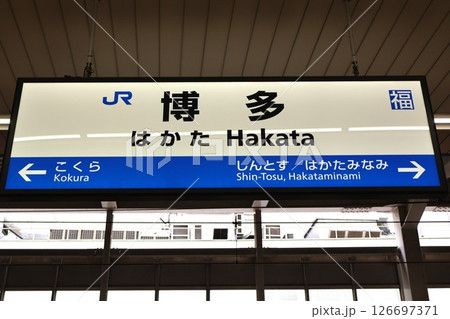 JR 博多 福
はかた Hakata
← こくら しんとす／はかたみなみ →
Kokura Shin-Tosu, Hakataminami
pixta.jp - 126697371